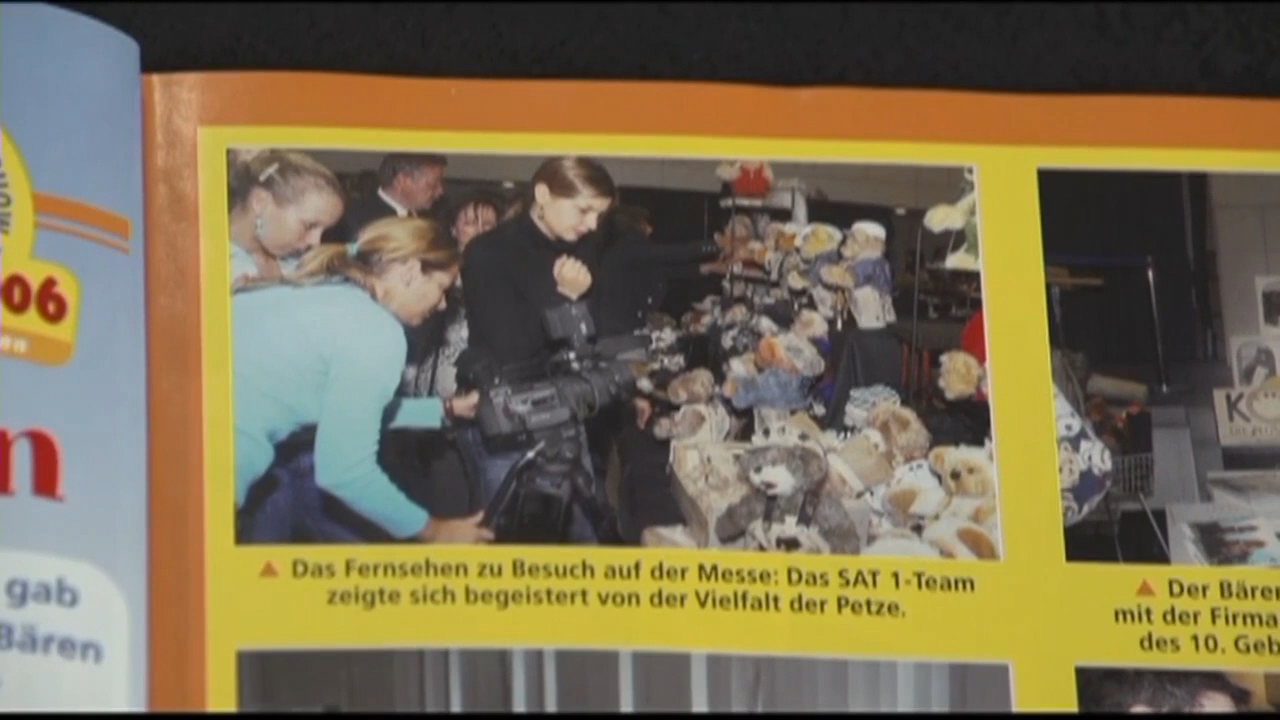 06
n
gab
Bären
Das Fernsehen zu Besuch auf der Messe: Das SAT 1-Team
zeigte sich begeistert von der Vielfalt der Petze.
K
Der Bären
mit der Firma
des 10. Geb